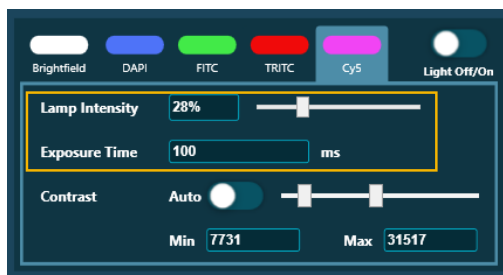 Brightfield DAPI FITC TRITC Cy5 Light Off/On
Lamp Intensity 28%
Exposure Time 100 ms
Contrast Auto
Min 7731 Max 31517